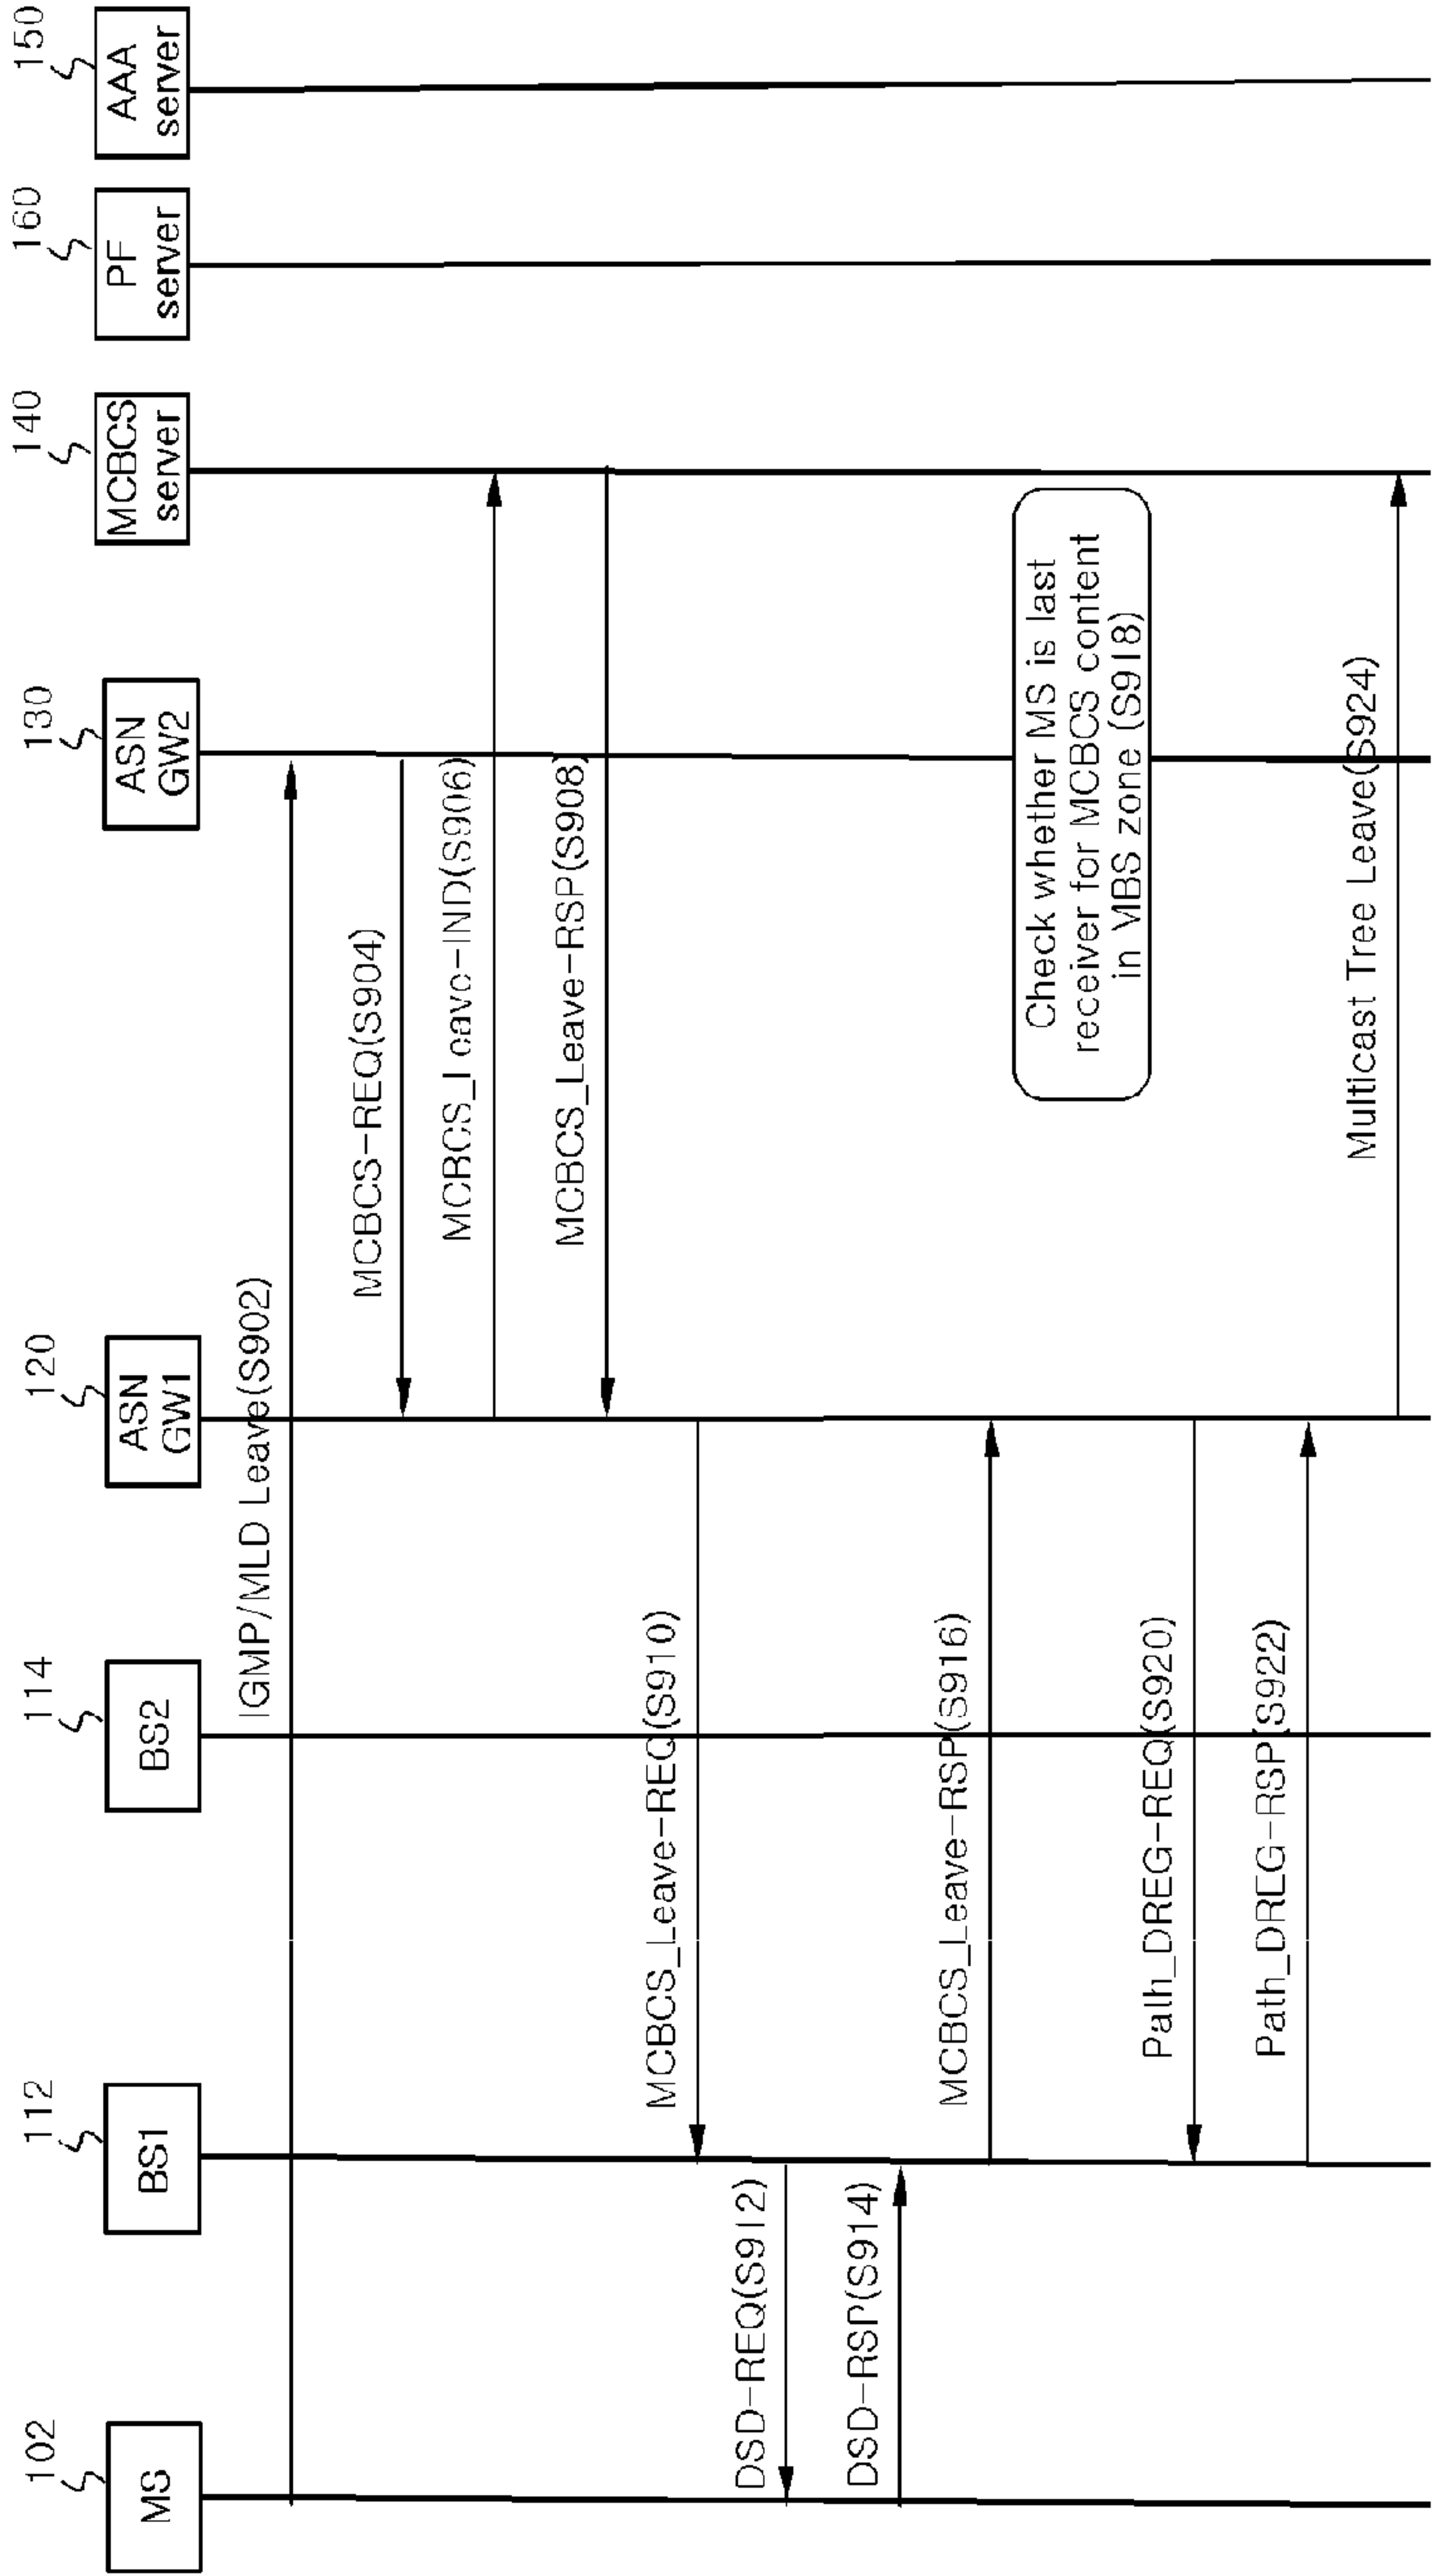 102
112
114
120
130
140
160
150
MS
BS1
BS2
ASN
GW1
ASN
GW2
MCBCS
server
PF
server
AAA
server
IGMP/MLD Leave(S902)
MCBCS-REQ(S904)
MCBCS_Leave-IND(S906)
MCBCS_Leave-RSP(S908)
MCBCS_Leave-REQ(S910)
DSD-REQ(S912)
DSD-RSP(S914)
MCBCS_Leave-RSP(S916)
Check whether MS is last
receiver for MCBCS content
in MBS zone (S918)
Path_DREG-REQ(S920)
Path_DREG-RSP(S922)
Multicast Tree Leave(S924)